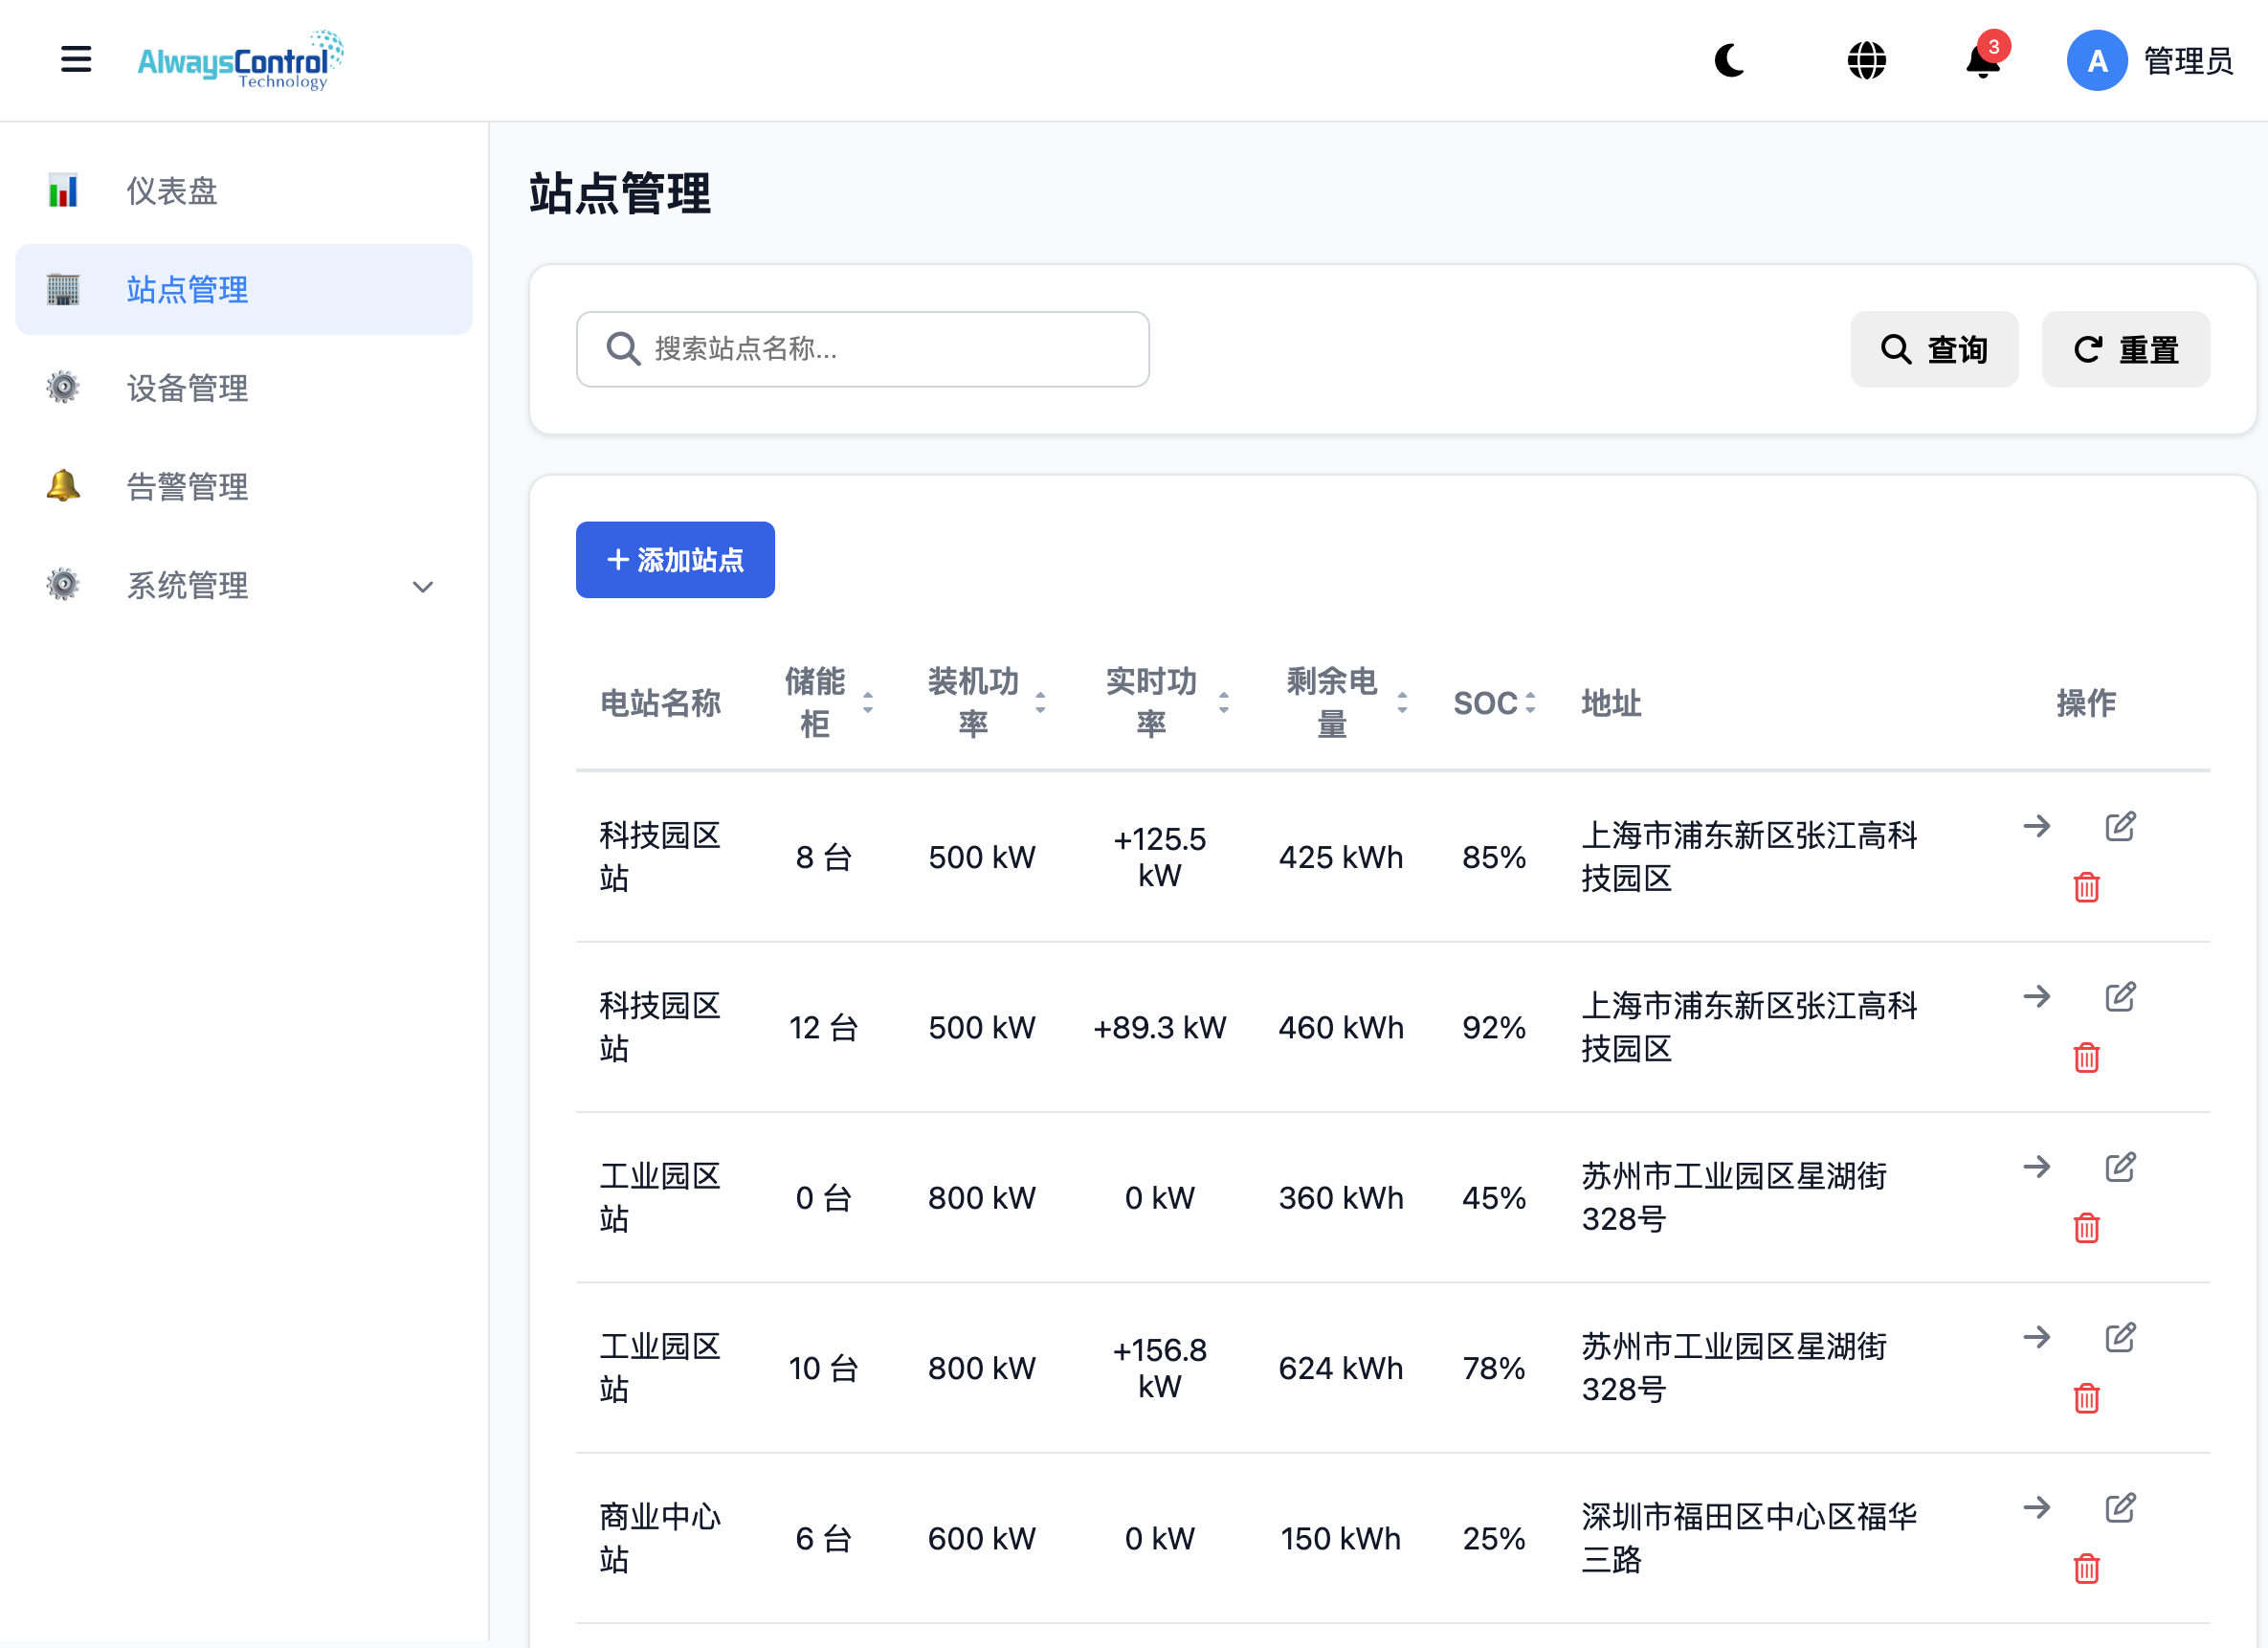 AlwaysControl
Technology
3
A
管理员
仪表盘
站点管理
设备管理
告警管理
系统管理
站点管理
搜索站点名称...
查询
重置
+ 添加站点
电站名称
储能
柜
装机功
率
实时功
率
剩余电
量
SOC
地址
操作
科技园区
站
8 台
500 kW
+125.5
kW
425 kWh
85%
上海市浦东新区张江高科
技园区
科技园区
站
12 台
500 kW
+89.3 kW
460 kWh
92%
上海市浦东新区张江高科
技园区
工业园区
站
0 台
800 kW
0 kW
360 kWh
45%
苏州市工业园区星湖街
328号
工业园区
站
10 台
800 kW
+156.8
kW
624 kWh
78%
苏州市工业园区星湖街
328号
商业中心
站
6 台
600 kW
0 kW
150 kWh
25%
深圳市福田区中心区福华
三路